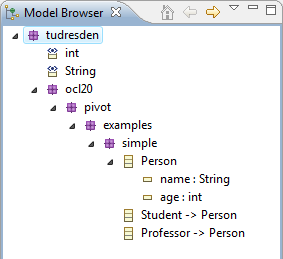 Model Browser
tudresden
int
String
ocl20
pivot
examples
simple
Person
name : String
age : int
Student -> Person
Professor -> Person